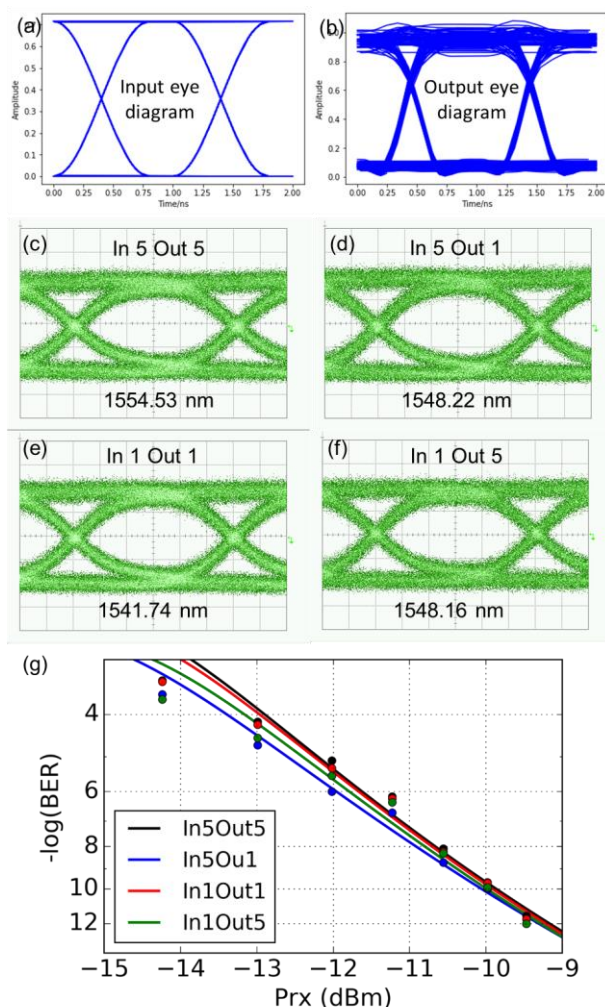 (a)
Amplitude
0.7
0.6
0.5
0.4
0.3
0.2
0.1
0.0
Input eye
diagram
0.00 0.25 0.50 0.75 1.00 1.25 1.50 1.75 2.00
Time/ns
(b)
Amplitude
1.0
0.8
0.6
0.4
0.2
0.0
Output eye
diagram
0.00 0.25 0.50 0.75 1.00 1.25 1.50 1.75 2.00
Time/ns
(c)
In 5 Out 5
1554.53 nm
(d)
In 5 Out 1
1548.22 nm
(e)
In 1 Out 1
1541.74 nm
(f)
In 1 Out 5
1548.16 nm
(g)
-log(BER)
4
6
8
10
12
In5Out5
In5Ou1
In1Out1
In1Out5
−15 −14 −13 −12 −11 −10 −9
Prx (dBm)